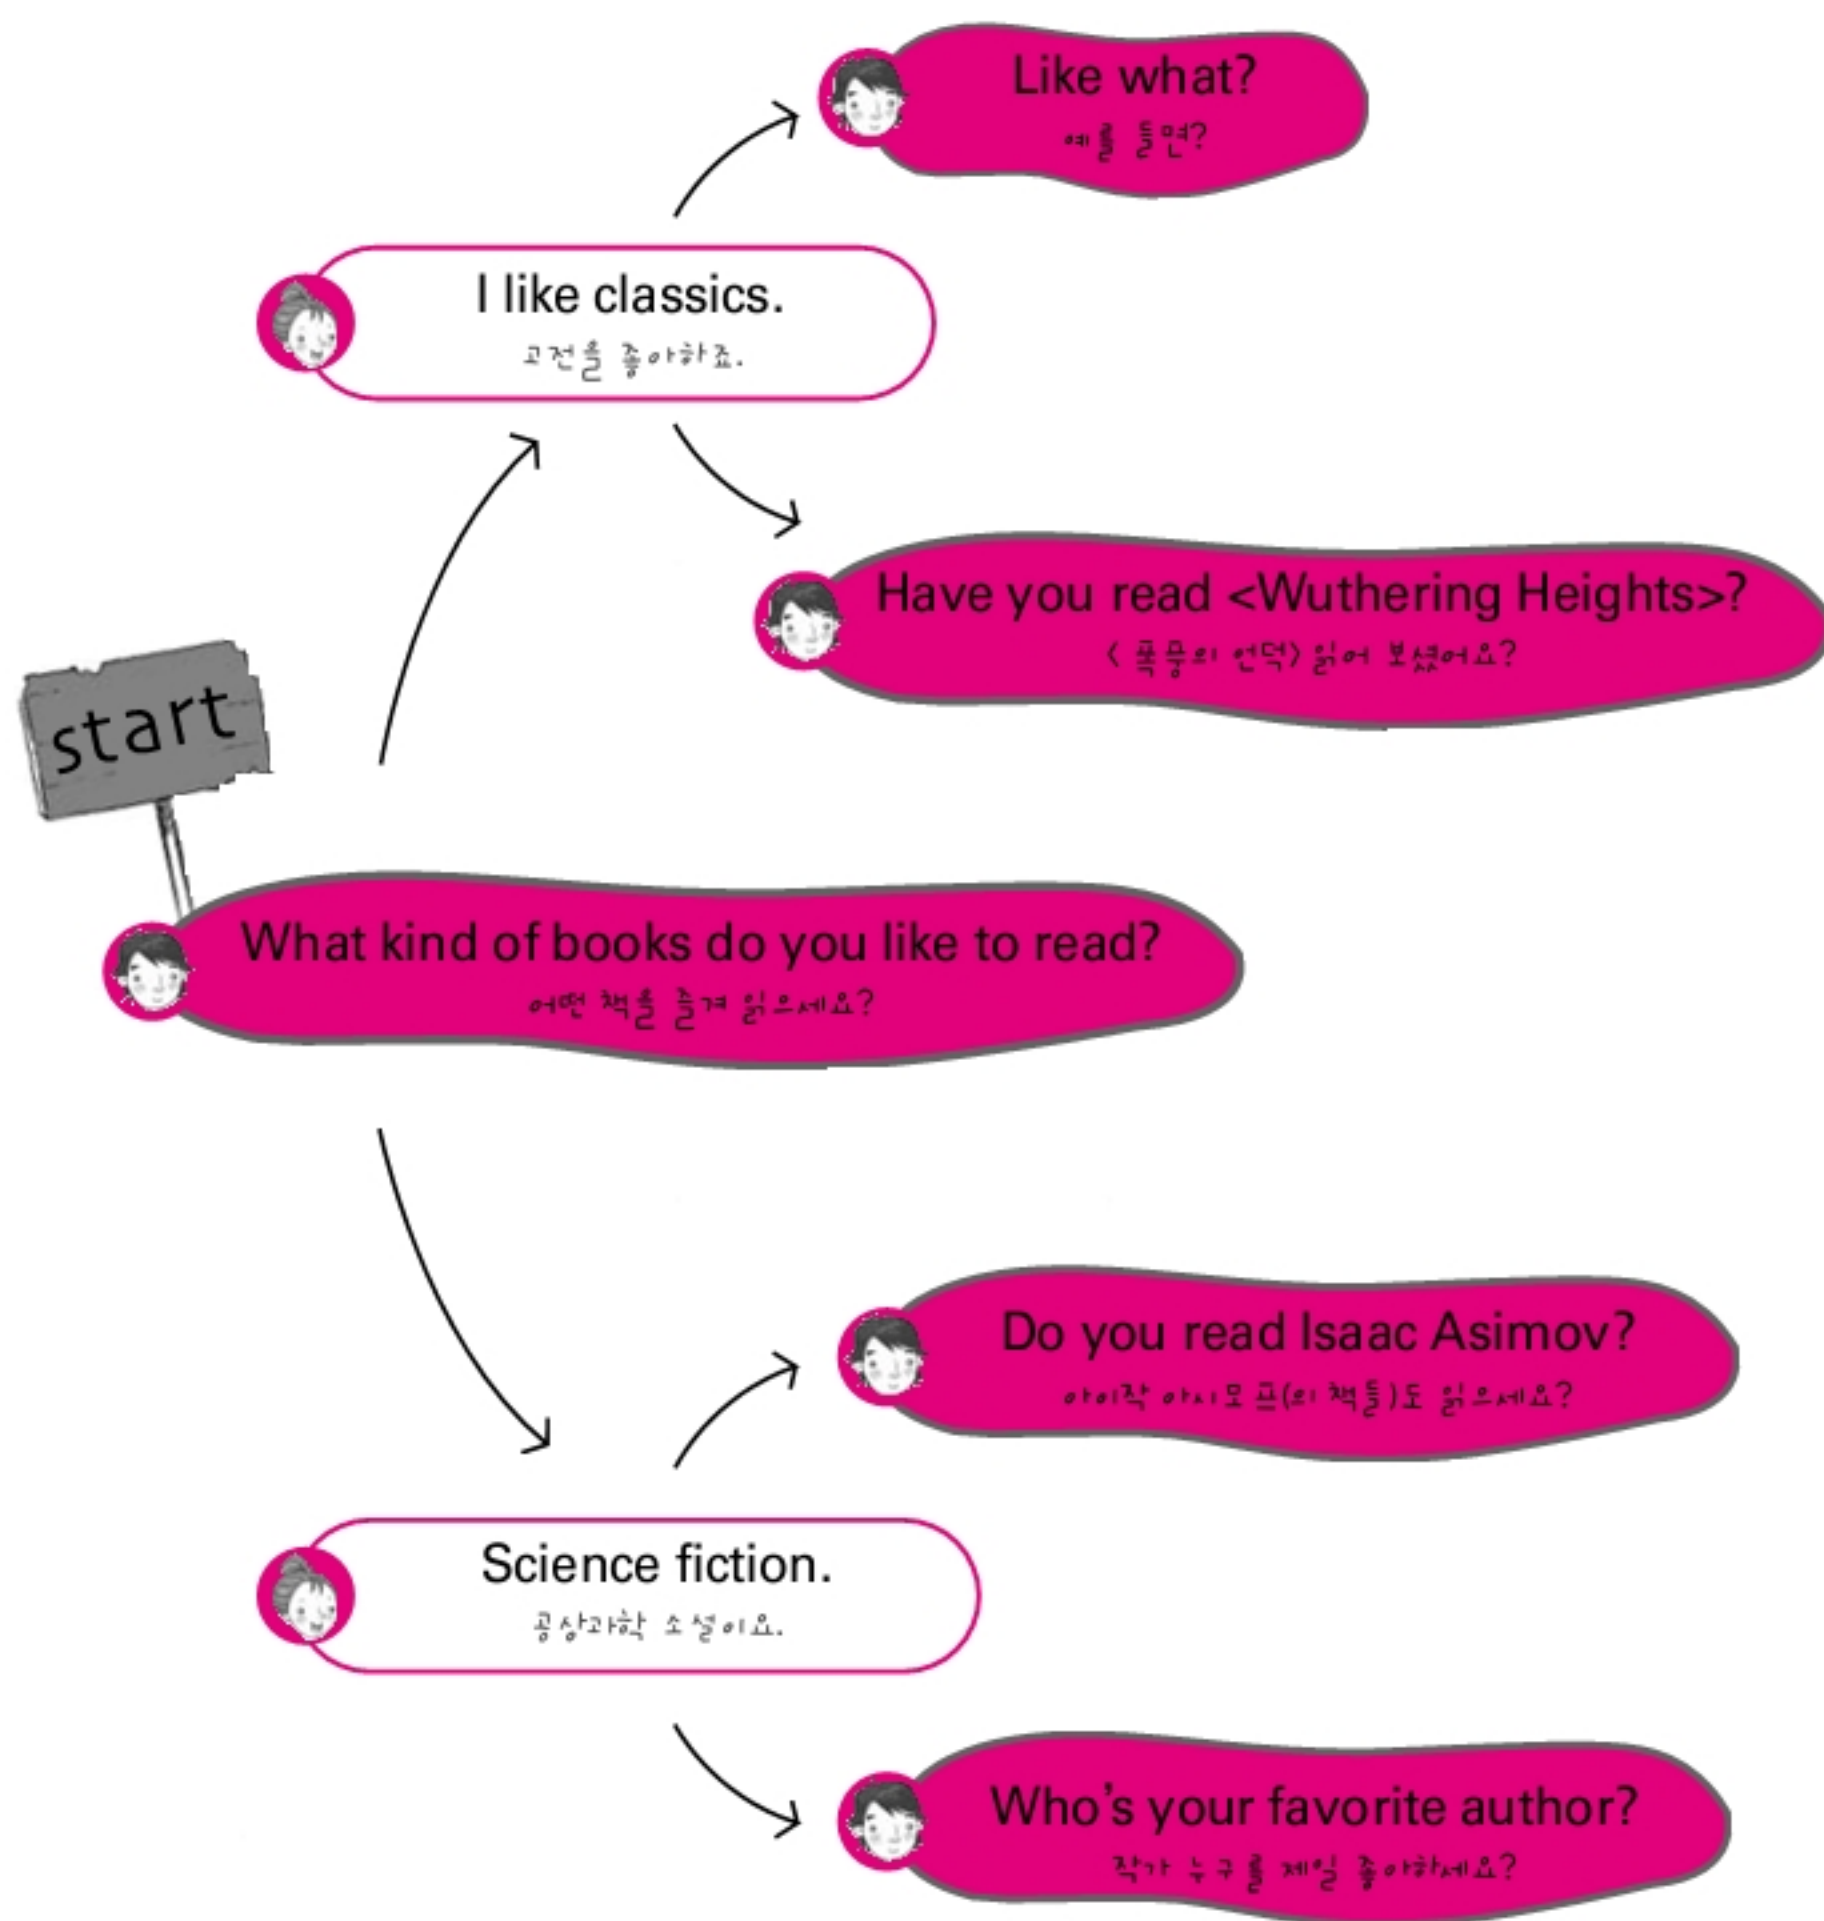 Like what?
예를 들면?
I like classics.
고전을 좋아하죠.
Have you read <Wuthering Heights>?
<폭풍의 언덕> 읽어 보셨어요?
start
What kind of books do you like to read?
어떤 책을 즐겨 읽으세요?
Do you read Isaac Asimov?
아이작 아시모프(의 책들)도 읽으세요?
Science fiction.
공상과학 소설이요.
Who's your favorite author?
작가 누구를 제일 좋아하세요?